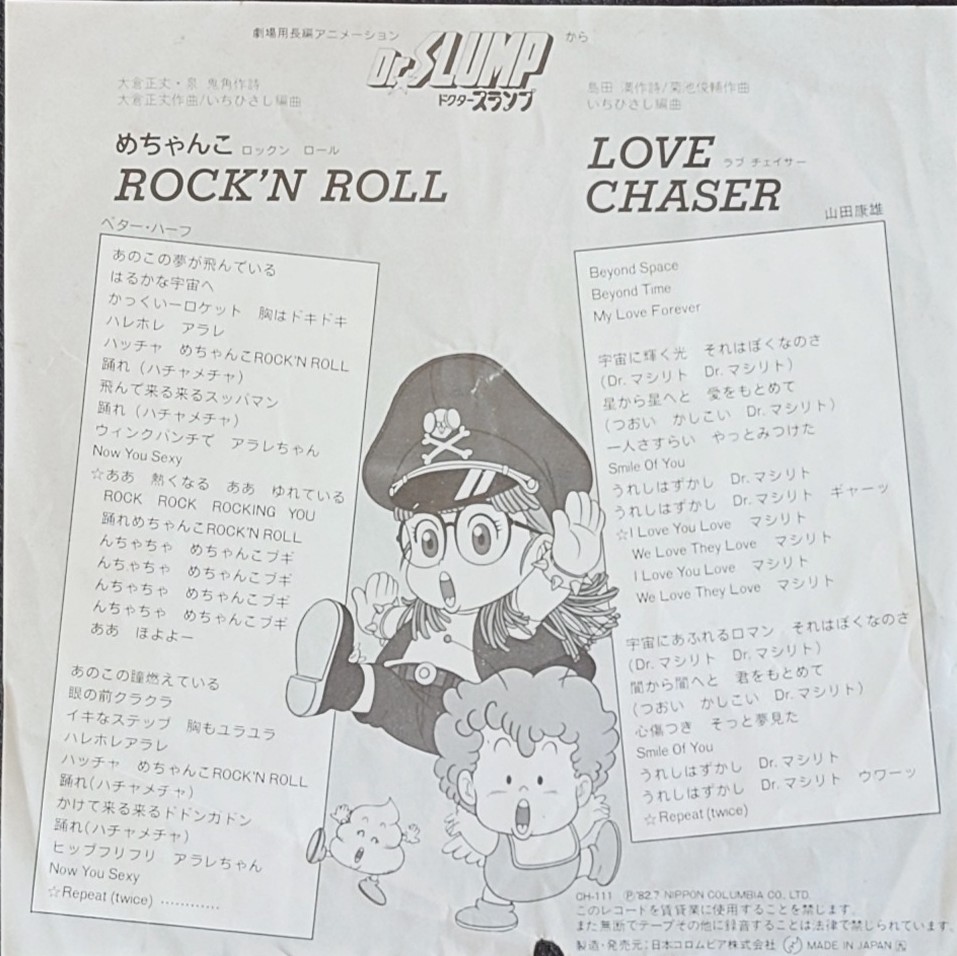 劇場用長編アニメーション
Dr.SLUMP
ドクタースランプ
から
大倉正丈・泉 鬼角作詩
大倉正丈作曲/いちひさし編曲
めちゃんこ ロックン ロール
ROCK'N ROLL
ベター・ハーフ
あのこの夢が飛んでいる
はるかな宇宙へ
かっくいーロケット 胸はドキドキ
ハレホレ アラレ
ハッチャ めちゃんこROCK'N ROLL
踊れ(ハチャメチャ)
飛んで来る来るスッパマン
踊れ(ハチャメチャ)
ウィンクパンチで アラレちゃん
Now You Sexy
☆ああ 熱くなる ああ ゆれている
ROCK ROCK ROCKING YOU
踊れめちゃんこROCK'N ROLL
んちゃちゃ めちゃんこブギ
んちゃちゃ めちゃんこブギ
んちゃちゃ めちゃんこブギ
んちゃちゃ めちゃんこブギ
ああ ほよよー
あのこの瞳燃えている
眼の前クラクラ
イキなステップ 胸もユラユラ
ハレホレアラレ
ハッチャ めちゃんこROCK'N ROLL
踊れ(ハチャメチャ)
かけて来る来るドドンガドン
踊れ(ハチャメチャ)
ヒップフリフリ アラレちゃん
Now You Sexy
☆Repeat (twice) …………
島田 満作詩/菊池俊輔作曲
いちひさし編曲
LOVE ラブ チェイサー
CHASER
山田康雄
Beyond Space
Beyond Time
My Love Forever
宇宙に輝く光 それはぼくなのさ
(Dr.マシリト Dr.マシリト)
星から星へと 愛をもとめて
(つおい かしこい Dr.マシリト)
一人さすらい やっとみつけた
Smile Of You
うれしはずかし Dr.マシリト
うれしはずかし Dr.マシリト ギャーッ
☆I Love You Love マシリト
We Love They Love マシリト
I Love You Love マシリト
We Love They Love マシリト
宇宙にあふれるロマン それはぼくなのさ
(Dr.マシリト Dr.マシリト)
闇から闇へと 君をもとめて
(つおい かしこい Dr.マシリト)
心傷つき そっと夢見た
Smile Of You
うれしはずかし Dr.マシリト
うれしはずかし Dr.マシリト ウワーッ
☆Repeat (twice)
CH-111 Ⓟ'82.7 NIPPON COLUMBIA CO., LTD.
このレコードを賃貸業に使用することを禁じます。
また無断でテープその他に録音することは法律で禁じられています。
製造・発売元；日本コロムビア株式会社 MADE IN JAPAN